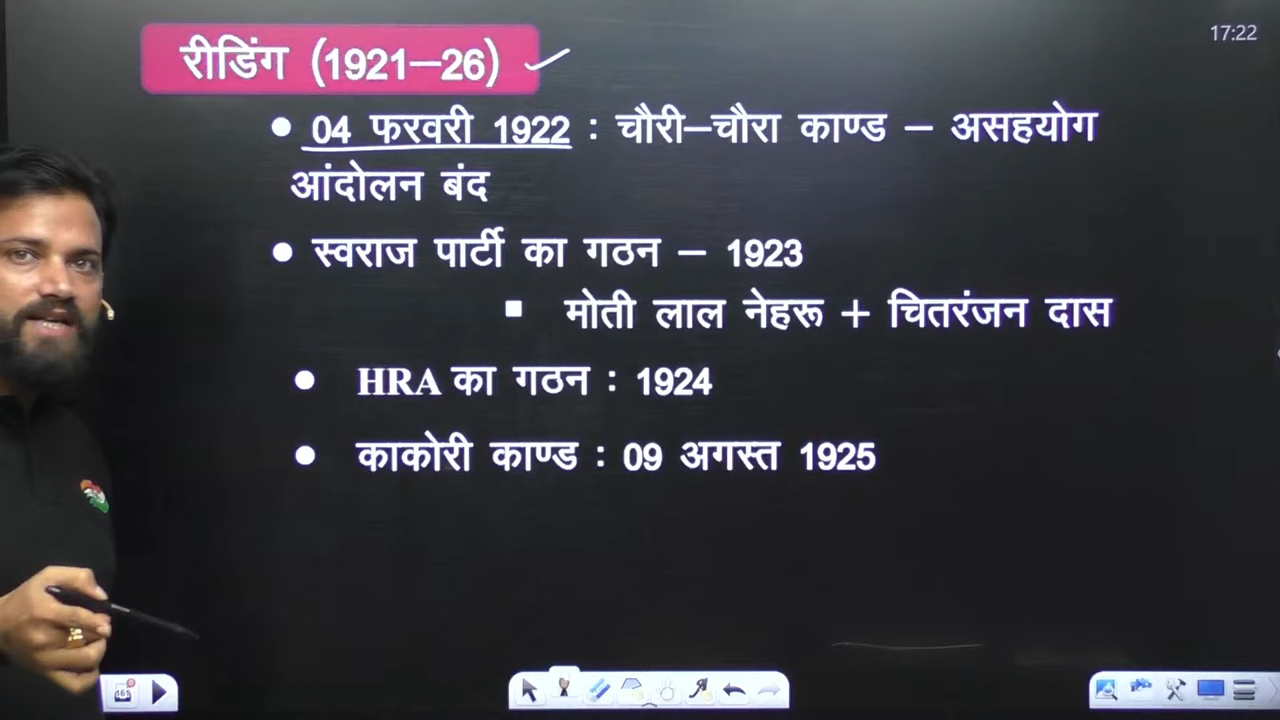 17:22
रीडिंग (1921–26)
• 04 फरवरी 1922 : चौरी–चौरा काण्ड – असहयोग
आंदोलन बंद
• स्वराज पार्टी का गठन – 1923
▪ मोती लाल नेहरू + चितरंजन दास
• HRA का गठन : 1924
• काकोरी काण्ड : 09 अगस्त 1925
161